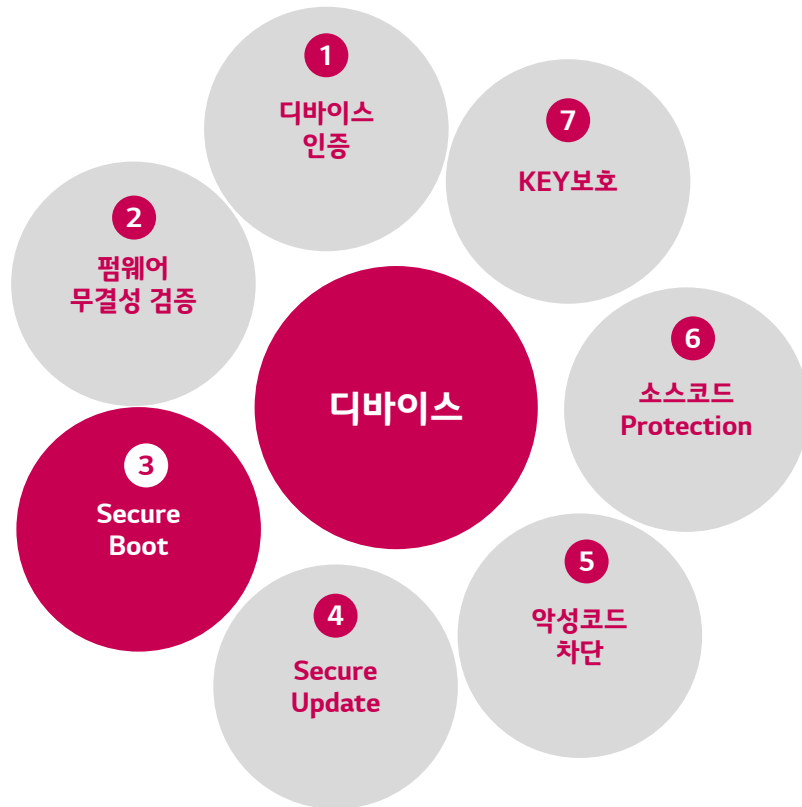 1
디바이스
인증
2
펌웨어
무결성 검증
3
Secure
Boot
4
Secure
Update
5
악성코드
차단
6
소스코드
Protection
7
KEY보호
디바이스